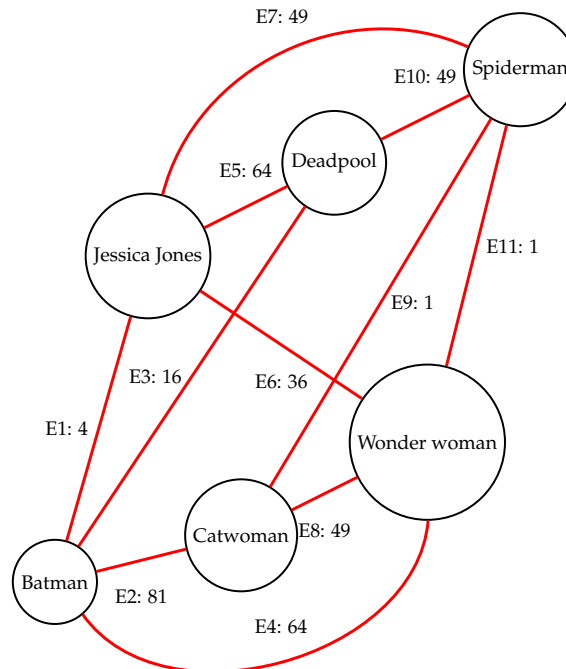 E7: 49
Spiderman
E10: 49
Deadpool
E5: 64
Jessica Jones
E11: 1
E9: 1
E3: 16
E6: 36
E1: 4
Wonder woman
Catwoman
E8: 49
Batman
E2: 81
E4: 64